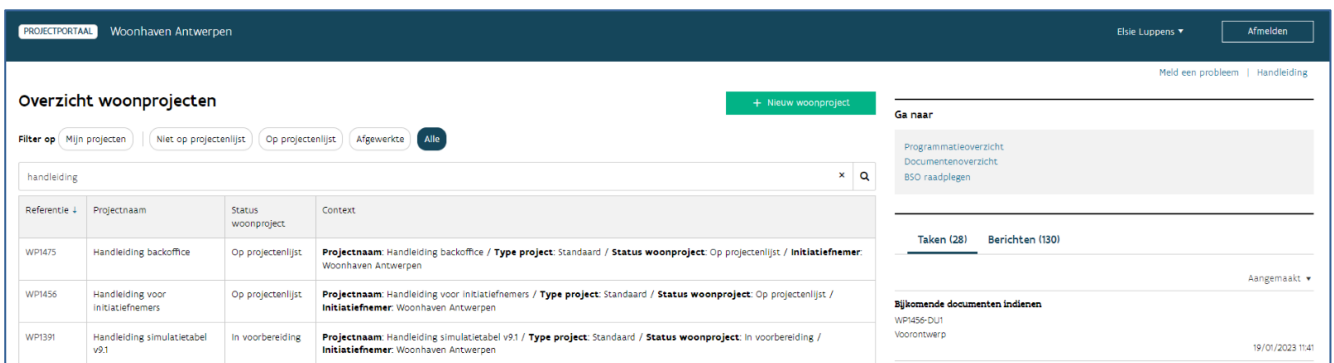 PROJECTPORTAAL Woonhaven Antwerpen Elsie Luppens ▼ Afmelden
Meld een probleem | Handleiding
Overzicht woonprojecten
+ Nieuw woonproject
Filter op Mijn projecten | Niet op projectenlijst Op projectenlijst Afgewerkte Alle
handleiding ×
Referentie ↓ Projectnaam Status woonproject Context
WP1475 Handleiding backoffice Op projectenlijst Projectnaam: Handleiding backoffice / Type project: Standaard / Status woonproject: Op projectenlijst / Initiatiefnemer:
Woonhaven Antwerpen
WP1456 Handleiding voor initiatiefnemers Op projectenlijst Projectnaam: Handleiding voor initiatiefnemers / Type project: Standaard / Status woonproject: Op projectenlijst /
Initiatiefnemer: Woonhaven Antwerpen
WP1391 Handleiding simulatietabel v9.1 In voorbereiding Projectnaam: Handleiding simulatietabel v9.1 / Type project: Standaard / Status woonproject: In voorbereiding /
Initiatiefnemer: Woonhaven Antwerpen
Ga naar
Programmatieoverzicht
Documentenoverzicht
BSO raadplegen
Taken (28) Berichten (130)
Aangemaakt ▼
Bijkomende documenten indienen
WP1456-DU1
Voorontwerp
19/01/2023 11:41